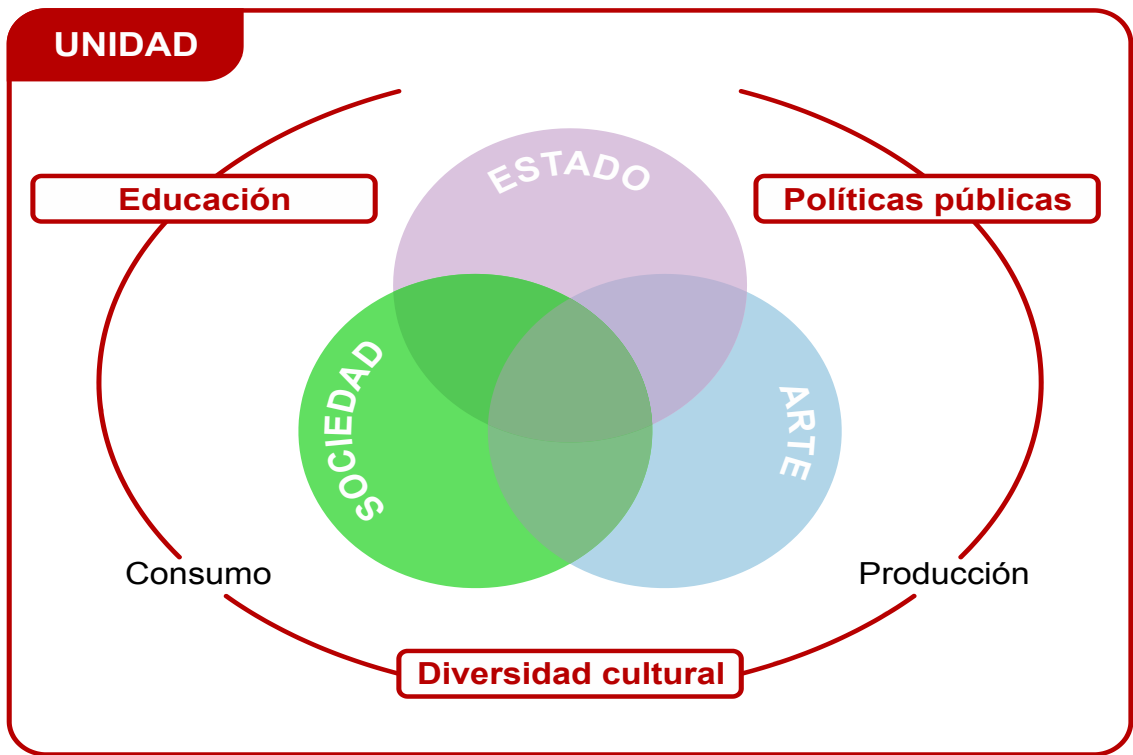 UNIDAD
ESTADO
Educación
Políticas públicas
SOCIEDAD
ARTE
Consumo
Producción
Diversidad cultural